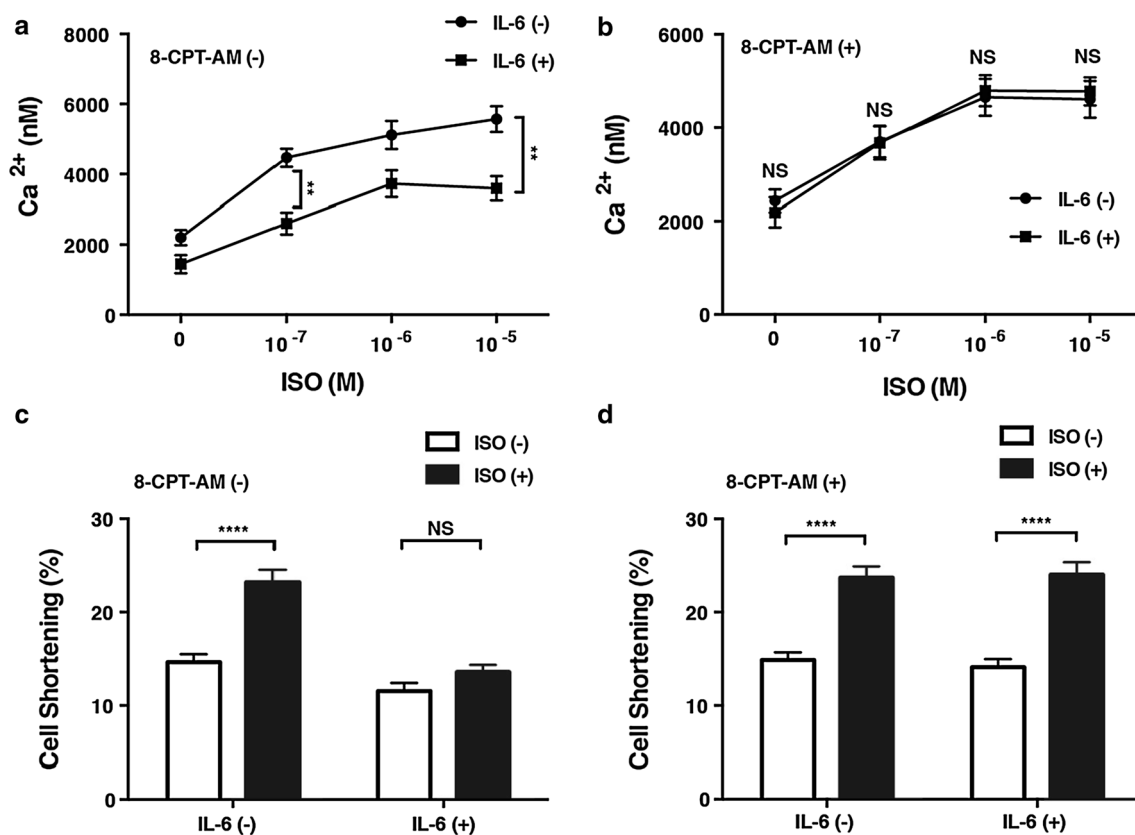 a
IL-6 (-)
IL-6 (+)
8-CPT-AM (-)
8000
6000
4000
2000
0
Ca 2+ (nM)
**
**
0
10-7
10-6
10-5
ISO (M)
b
8-CPT-AM (+)
6000
4000
2000
0
Ca 2+ (nM)
NS
NS
NS
NS
IL-6 (-)
IL-6 (+)
0
10-7
10-6
10-5
ISO (M)
c
ISO (-)
ISO (+)
8-CPT-AM (-)
30
20
10
0
Cell Shortening (%)
****
NS
IL-6 (-)
IL-6 (+)
d
ISO (-)
ISO (+)
8-CPT-AM (+)
30
20
10
0
Cell Shortening (%)
****
****
IL-6 (-)
IL-6 (+)